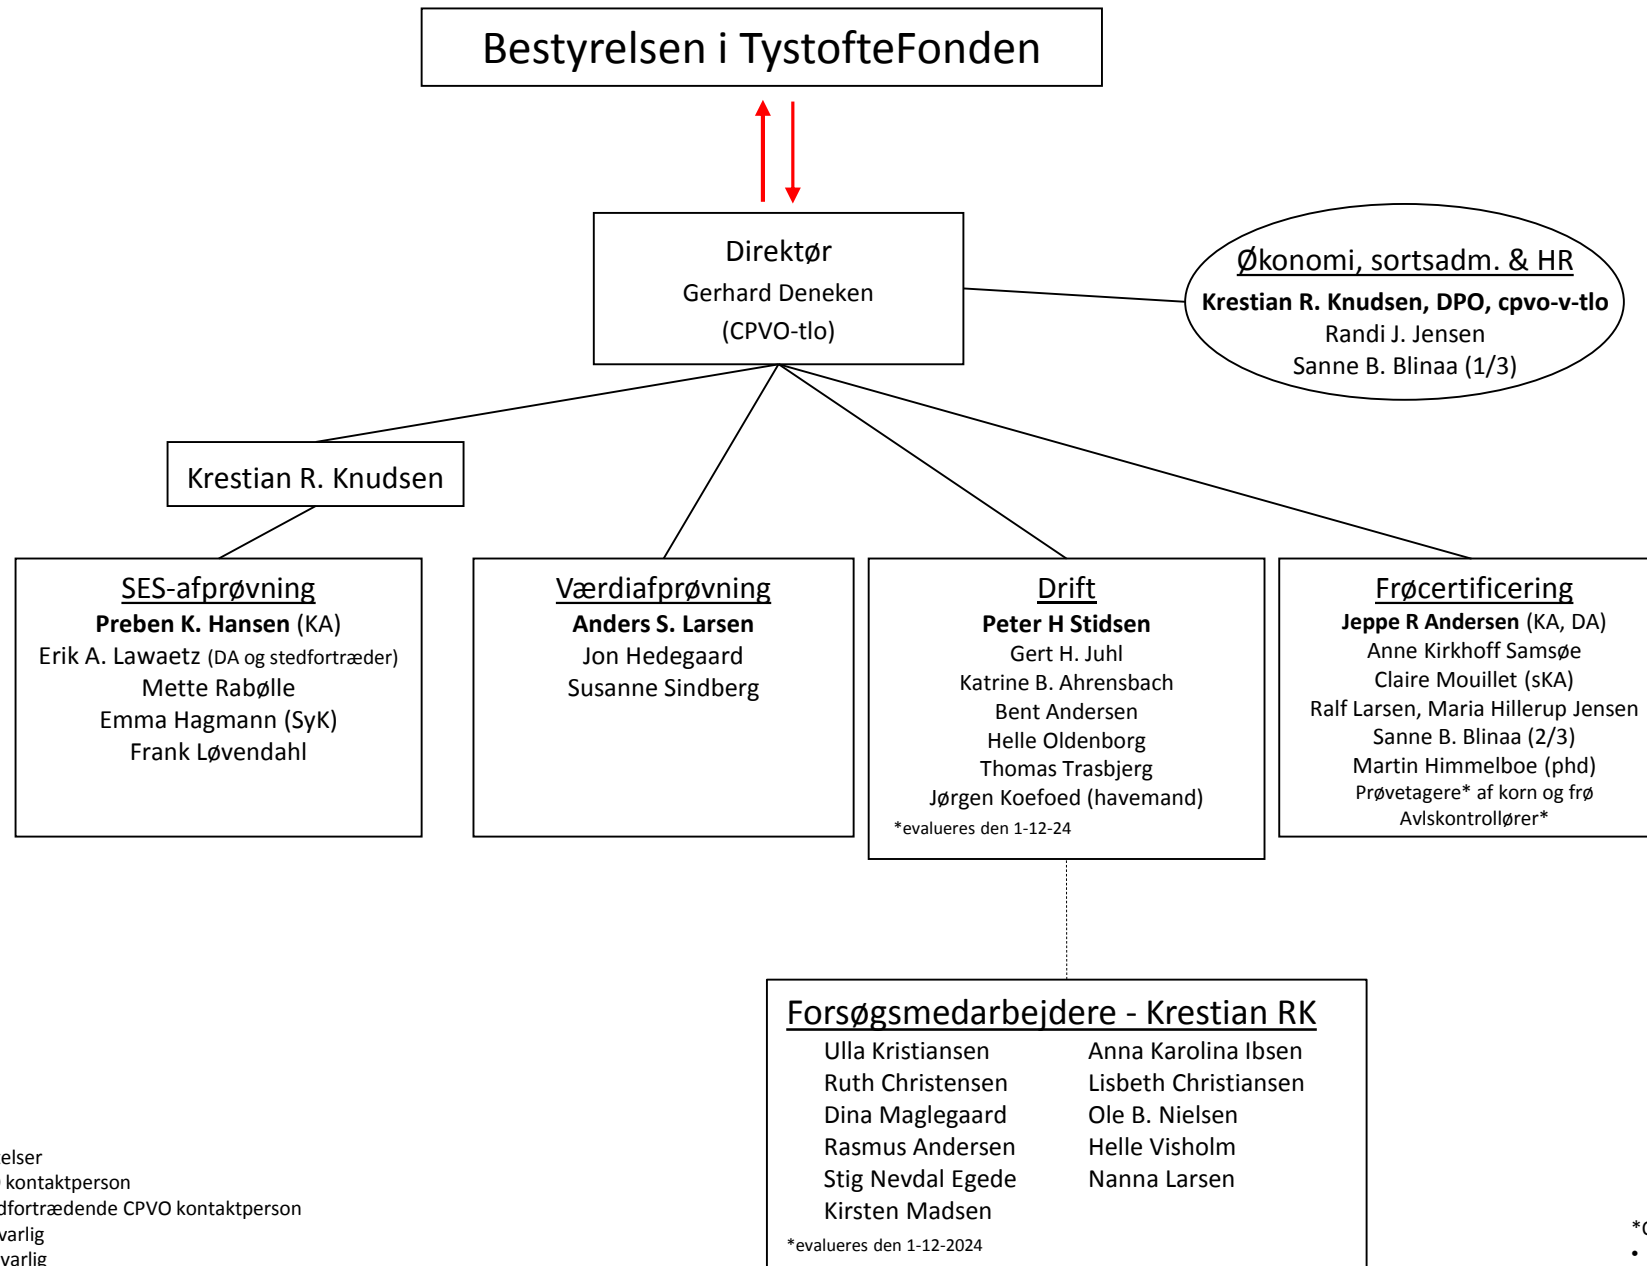 Bestyrelsen i TystofteFonden
Direktør
Gerhard Deneken
(CPVO-tlo)
Økonomi, sortsadm. & HR
Krestian R. Knudsen, DPO, cpvo-v-tlo
Randi J. Jensen
Sanne B. Blinaa (1/3)
Krestian R. Knudsen
SES-afprøvning
Preben K. Hansen (KA)
Erik A. Lawaetz (DA og stedfortræder)
Mette Rabølle
Emma Hagmann (SyK)
Frank Løvendahl
Værdiafprøvning
Anders S. Larsen
Jon Hedegaard
Susanne Sindberg
Drift
Peter H Stidsen
Gert H. Juhl
Katrine B. Ahrensbach
Bent Andersen
Helle Oldenborg
Thomas Trasbjerg
Jørgen Koefoed (havemand)
*evalueres den 1-12-24
Frøcertificering
Jeppe R Andersen (KA, DA)
Anne Kirkhoff Samsøe
Claire Mouillet (sKA)
Ralf Larsen, Maria Hillerup Jensen
Sanne B. Blinaa (2/3)
Martin Himmelboe (phd)
Prøvetagere* af korn og frø
Avlskontrollører*
Forsøgsmedarbejdere - Krestian RK
Ulla Kristiansen
Ruth Christensen
Dina Maglegaard
Rasmus Andersen
Stig Nevdal Egede
Kirsten Madsen
Anna Karolina Ibsen
Lisbeth Christiansen
Ole B. Nielsen
Helle Visholm
Nanna Larsen
*evalueres den 1-12-2024
kontaktperson
CPVO kontaktperson